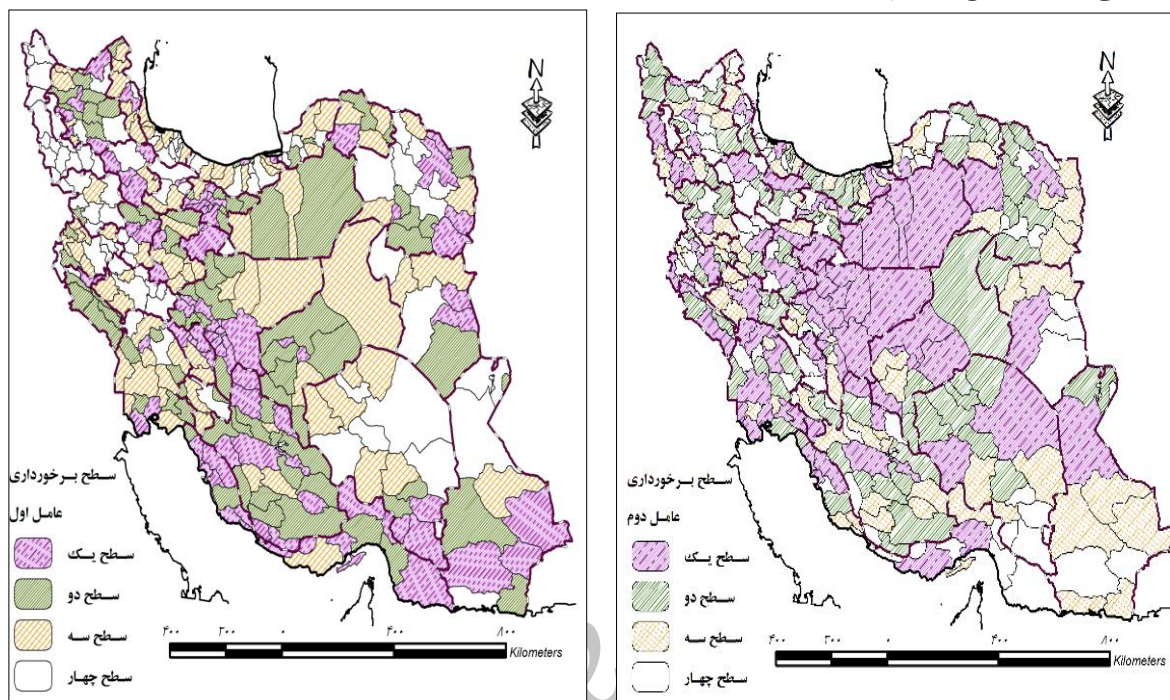 N
سطح برخورداری
عامل اول
سطح یک
سطح دو
سطح سه
سطح چهار
۴۰۰ ۲۰۰ ۰ ۴۰۰ ۸۰۰
Kilometers
N
سطح برخورداری
عامل دوم
سطح یک
سطح دو
سطح سه
سطح چهار
۴۰۰ ۲۰۰ ۰ ۴۰۰ ۸۰۰
Kilometers